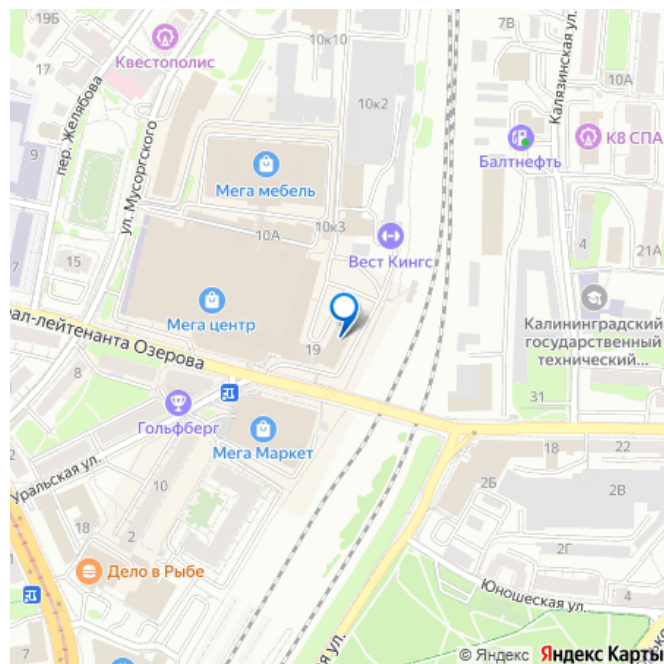 19Б
Квестополис
17
пер. Желябова
ул. Мусоргского
9
10к10
10к2
7В
Калязинская ул.
10А
К8 СПА
Балтнефть
Мега мебель
10А
10к3
Вест Кингс
4
21А
15
Мега центр
19
Калининградский
государственный
технический...
ал-лейтенанта Озерова
8
Гольфберг
Мега Маркет
31
18
22
2
Уральская ул.
10
18
2
2Б
2В
2Г
Дело в Рыбе
Юношеская ул.
7
ая ул.
© Яндекс Яндекс Карты